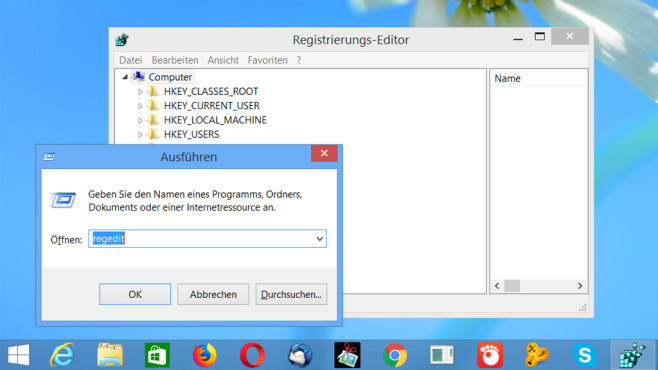 Registrierungs-Editor
Datei Bearbeiten Ansicht Favoriten ?
Computer
HKEY_CLASSES_ROOT
HKEY_CURRENT_USER
HKEY_LOCAL_MACHINE
HKEY_USERS
Name
Ausführen
Geben Sie den Namen eines Programms, Ordners,
Dokuments oder einer Internetressource an.
Öffnen: regedit
OK Abbrechen Durchsuchen...